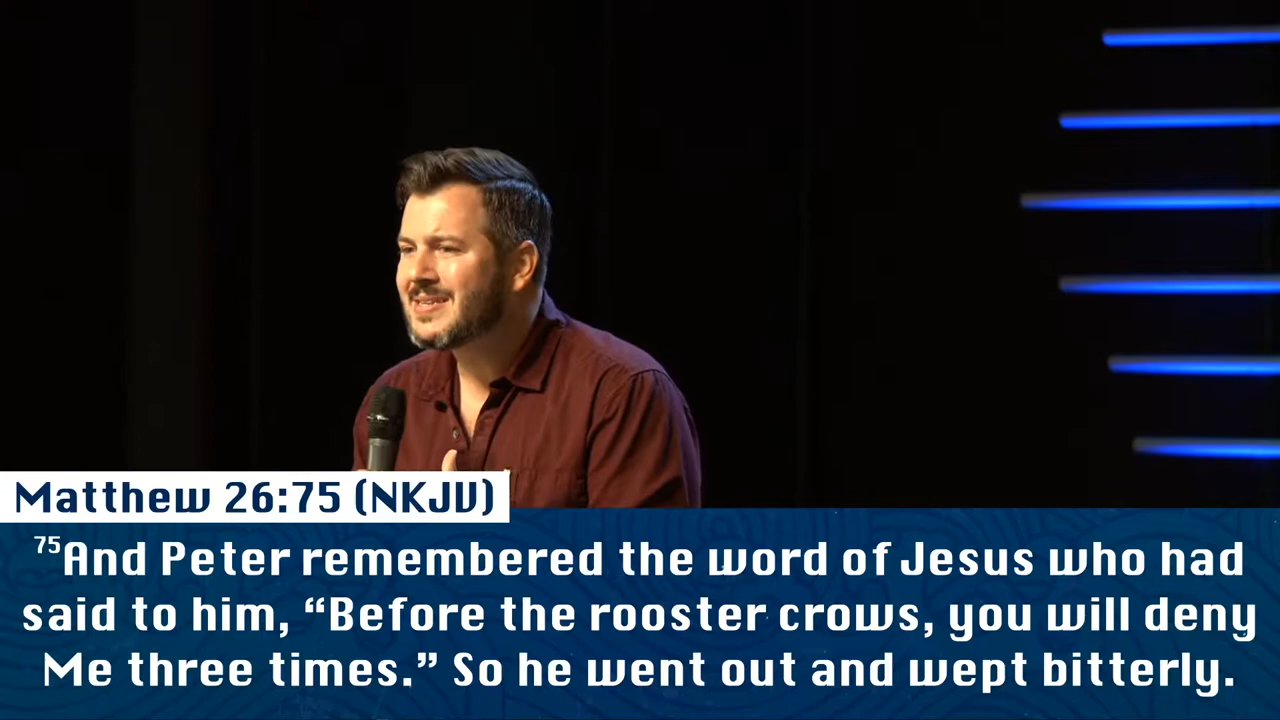 Matthew 26:75 (NKJV)
75And Peter remembered the word of Jesus who had
said to him, “Before the rooster crows, you will deny
Me three times.” So he went out and wept bitterly.